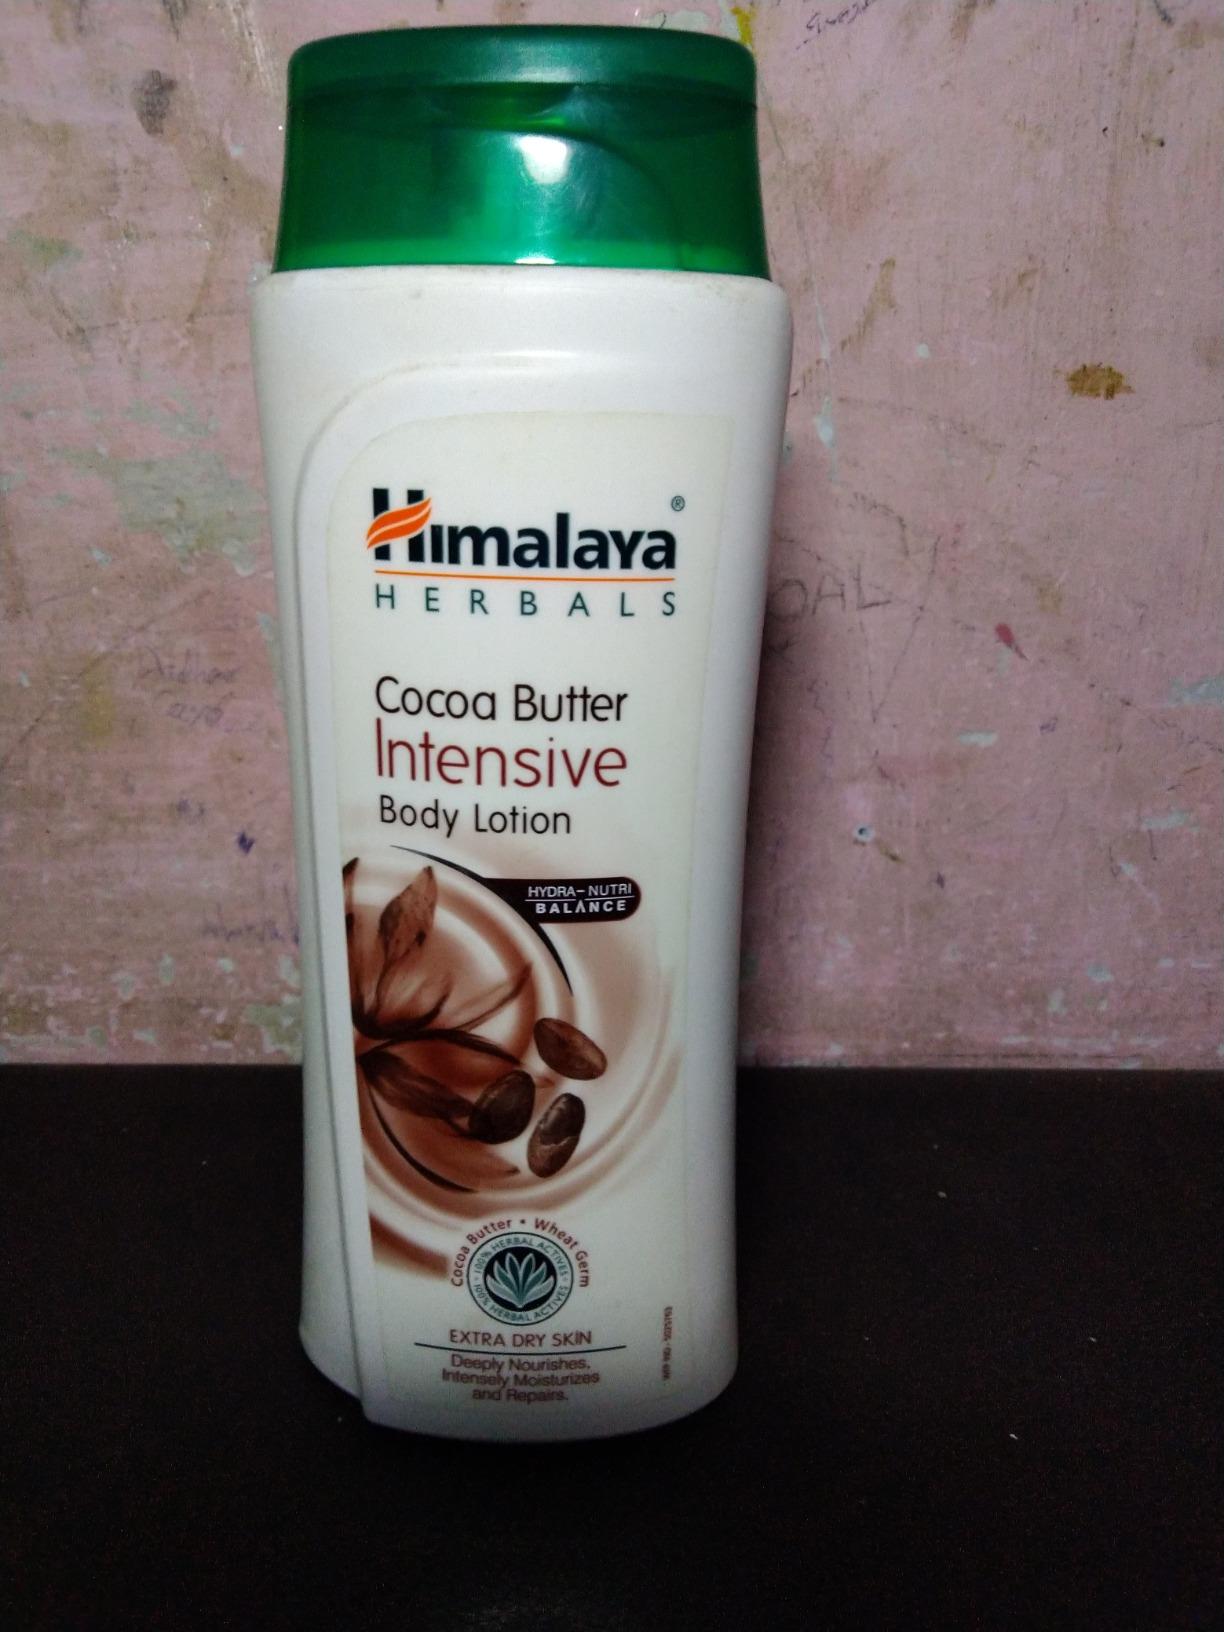 Himalaya®
HERBALS
Cocoa Butter
Intensive
Body Lotion
HYDRA-NUTRI
BALANCE
Cocoa Butter • Wheat Germ
100% HERBAL ACTIVES
100% HERBAL ACTIVES
EXTRA DRY SKIN
Deeply Nourishes,
Intensely Moisturizes
and Repairs.